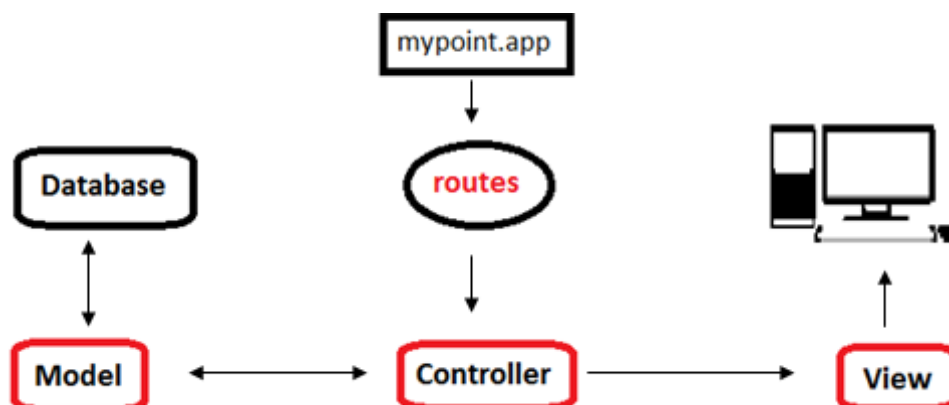 mypoint.app
Database
routes
Model
Controller
View